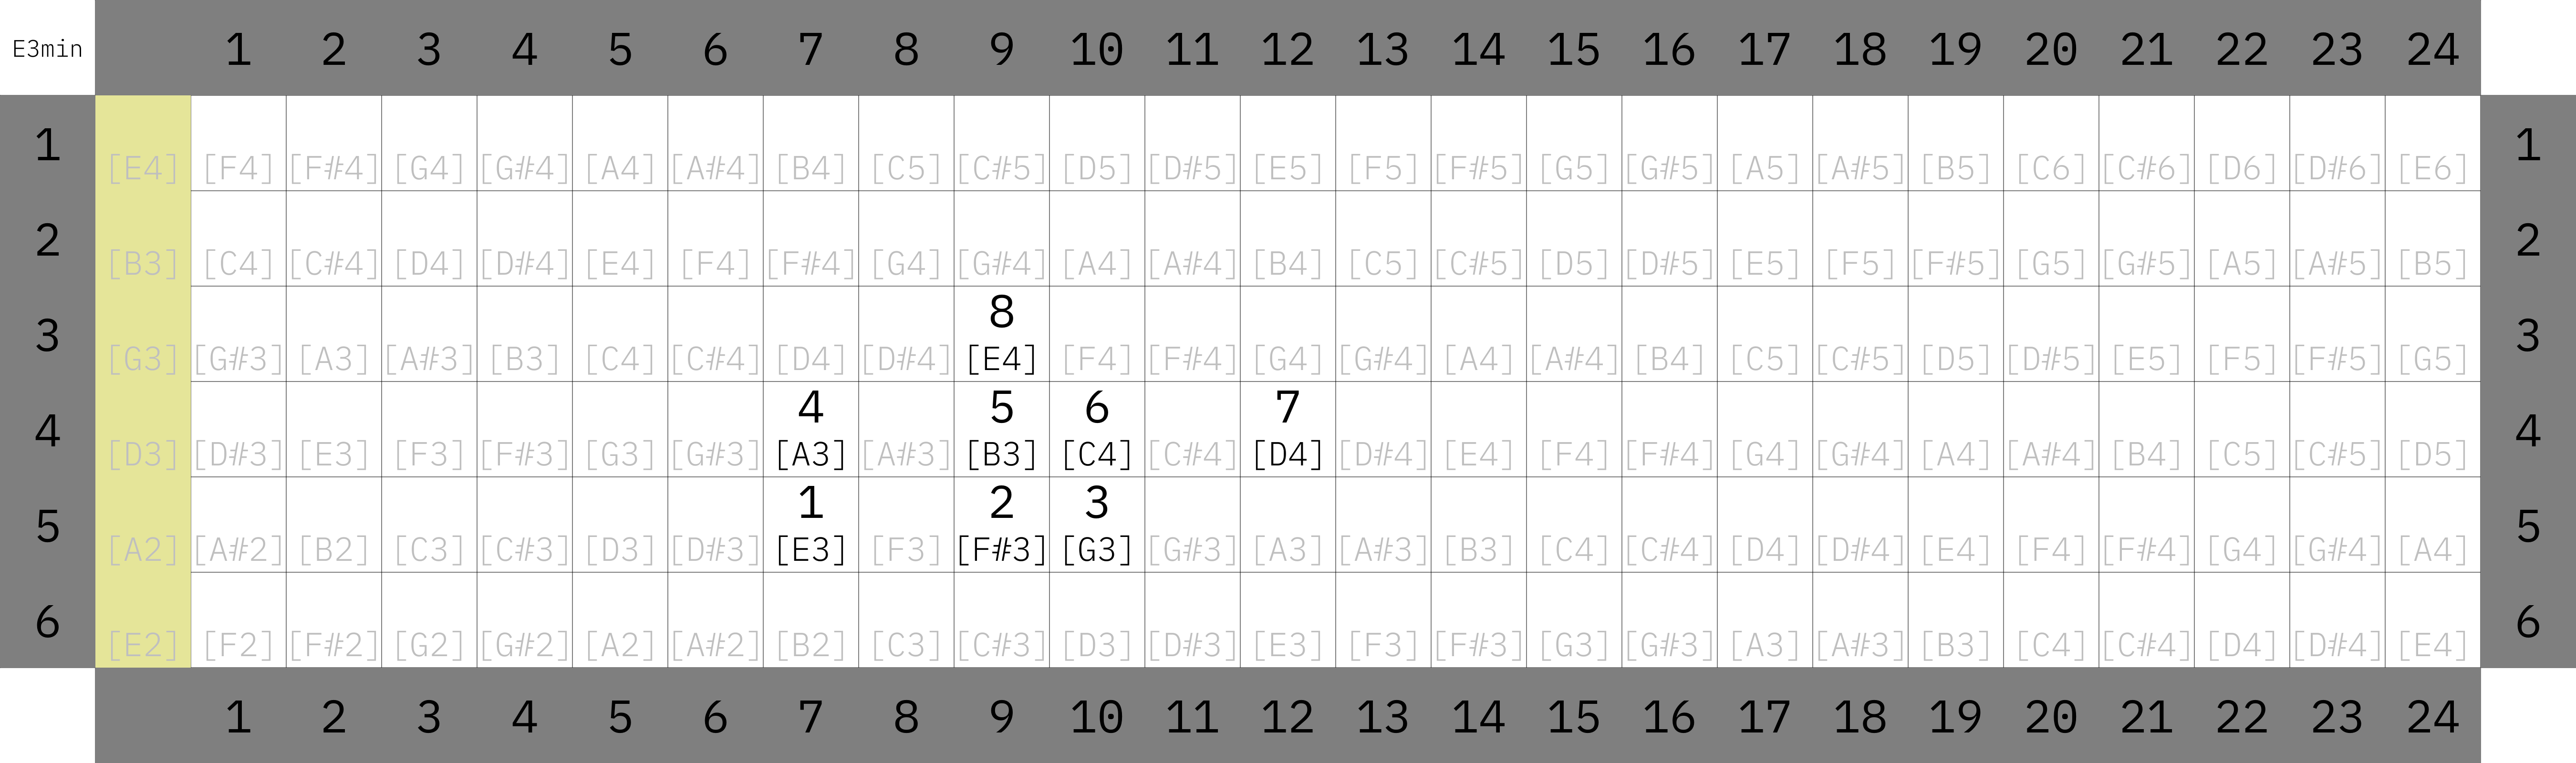 E3min 1 2 3 4 5 6 7 8 9 10 11 12 13 14 15 16 17 18 19 20 21 22 23 24
1 [E4] [F4] [F#4] [G4] [G#4] [A4] [A#4] [B4] [C5] [C#5] [D5] [D#5] [E5] [F5] [F#5] [G5] [G#5] [A5] [A#5] [B5] [C6] [C#6] [D6] [D#6] [E6] 1
2 [B3] [C4] [C#4] [D4] [D#4] [E4] [F4] [F#4] [G4] [G#4] [A4] [A#4] [B4] [C5] [C#5] [D5] [D#5] [E5] [F5] [F#5] [G5] [G#5] [A5] [A#5] [B5] 2
8
3 [G3] [G#3] [A3] [A#3] [B3] [C4] [C#4] [D4] [D#4] [E4] [F4] [F#4] [G4] [G#4] [A4] [A#4] [B4] [C5] [C#5] [D5] [D#5] [E5] [F5] [F#5] [G5] 3
4 5 6 7
4 [D3] [D#3] [E3] [F3] [F#3] [G3] [G#3] [A3] [A#3] [B3] [C4] [C#4] [D4] [D#4] [E4] [F4] [F#4] [G4] [G#4] [A4] [A#4] [B4] [C5] [C#5] [D5] 4
1 2 3
5 [A2] [A#2] [B2] [C3] [C#3] [D3] [D#3] [E3] [F3] [F#3] [G3] [G#3] [A3] [A#3] [B3] [C4] [C#4] [D4] [D#4] [E4] [F4] [F#4] [G4] [G#4] [A4] 5
6 [E2] [F2] [F#2] [G2] [G#2] [A2] [A#2] [B2] [C3] [C#3] [D3] [D#3] [E3] [F3] [F#3] [G3] [G#3] [A3] [A#3] [B3] [C4] [C#4] [D4] [D#4] [E4] 6
1 2 3 4 5 6 7 8 9 10 11 12 13 14 15 16 17 18 19 20 21 22 23 24